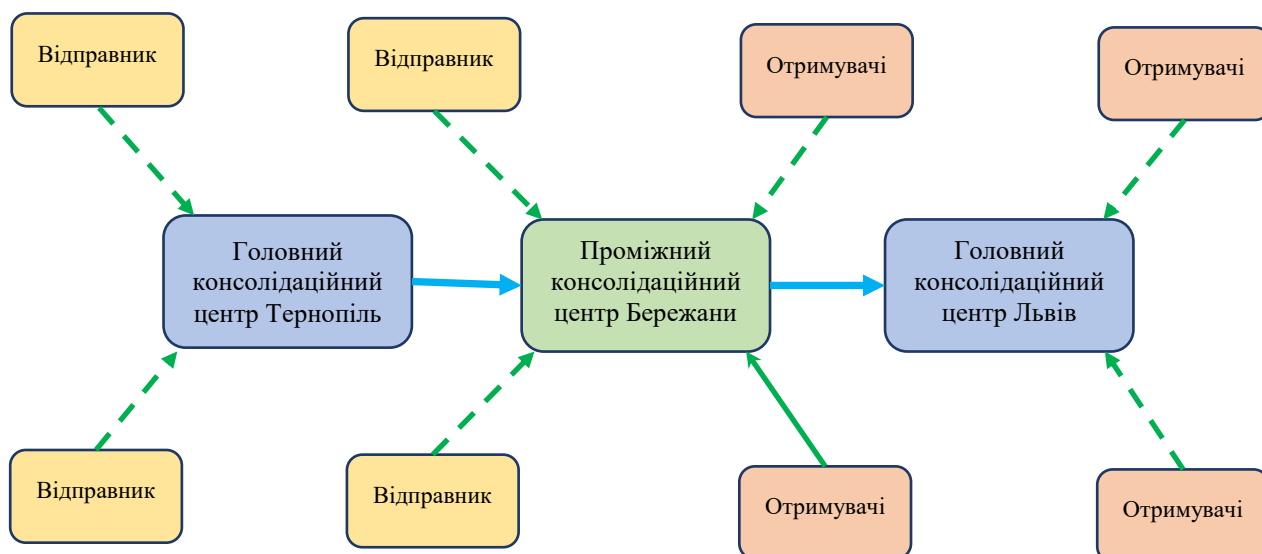 Відправник
Відправник
Отримувачі
Отримувачі
Головний
консолідаційний
центр Тернопіль
Проміжний
консолідаційний
центр Бережани
Головний
консолідаційний
центр Львів
Відправник
Відправник
Отримувачі
Отримувачі